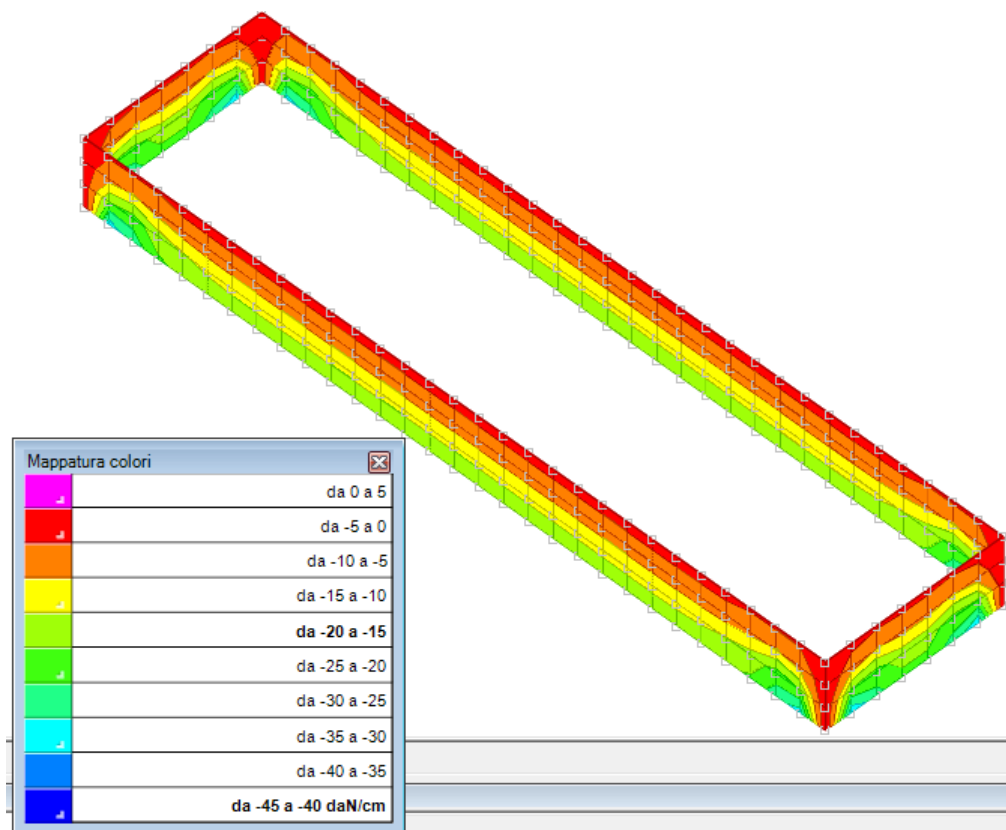 Mappatura colori
da 0 a 5
da -5 a 0
da -10 a -5
da -15 a -10
da -20 a -15
da -25 a -20
da -30 a -25
da -35 a -30
da -40 a -35
da -45 a -40 daN/cm